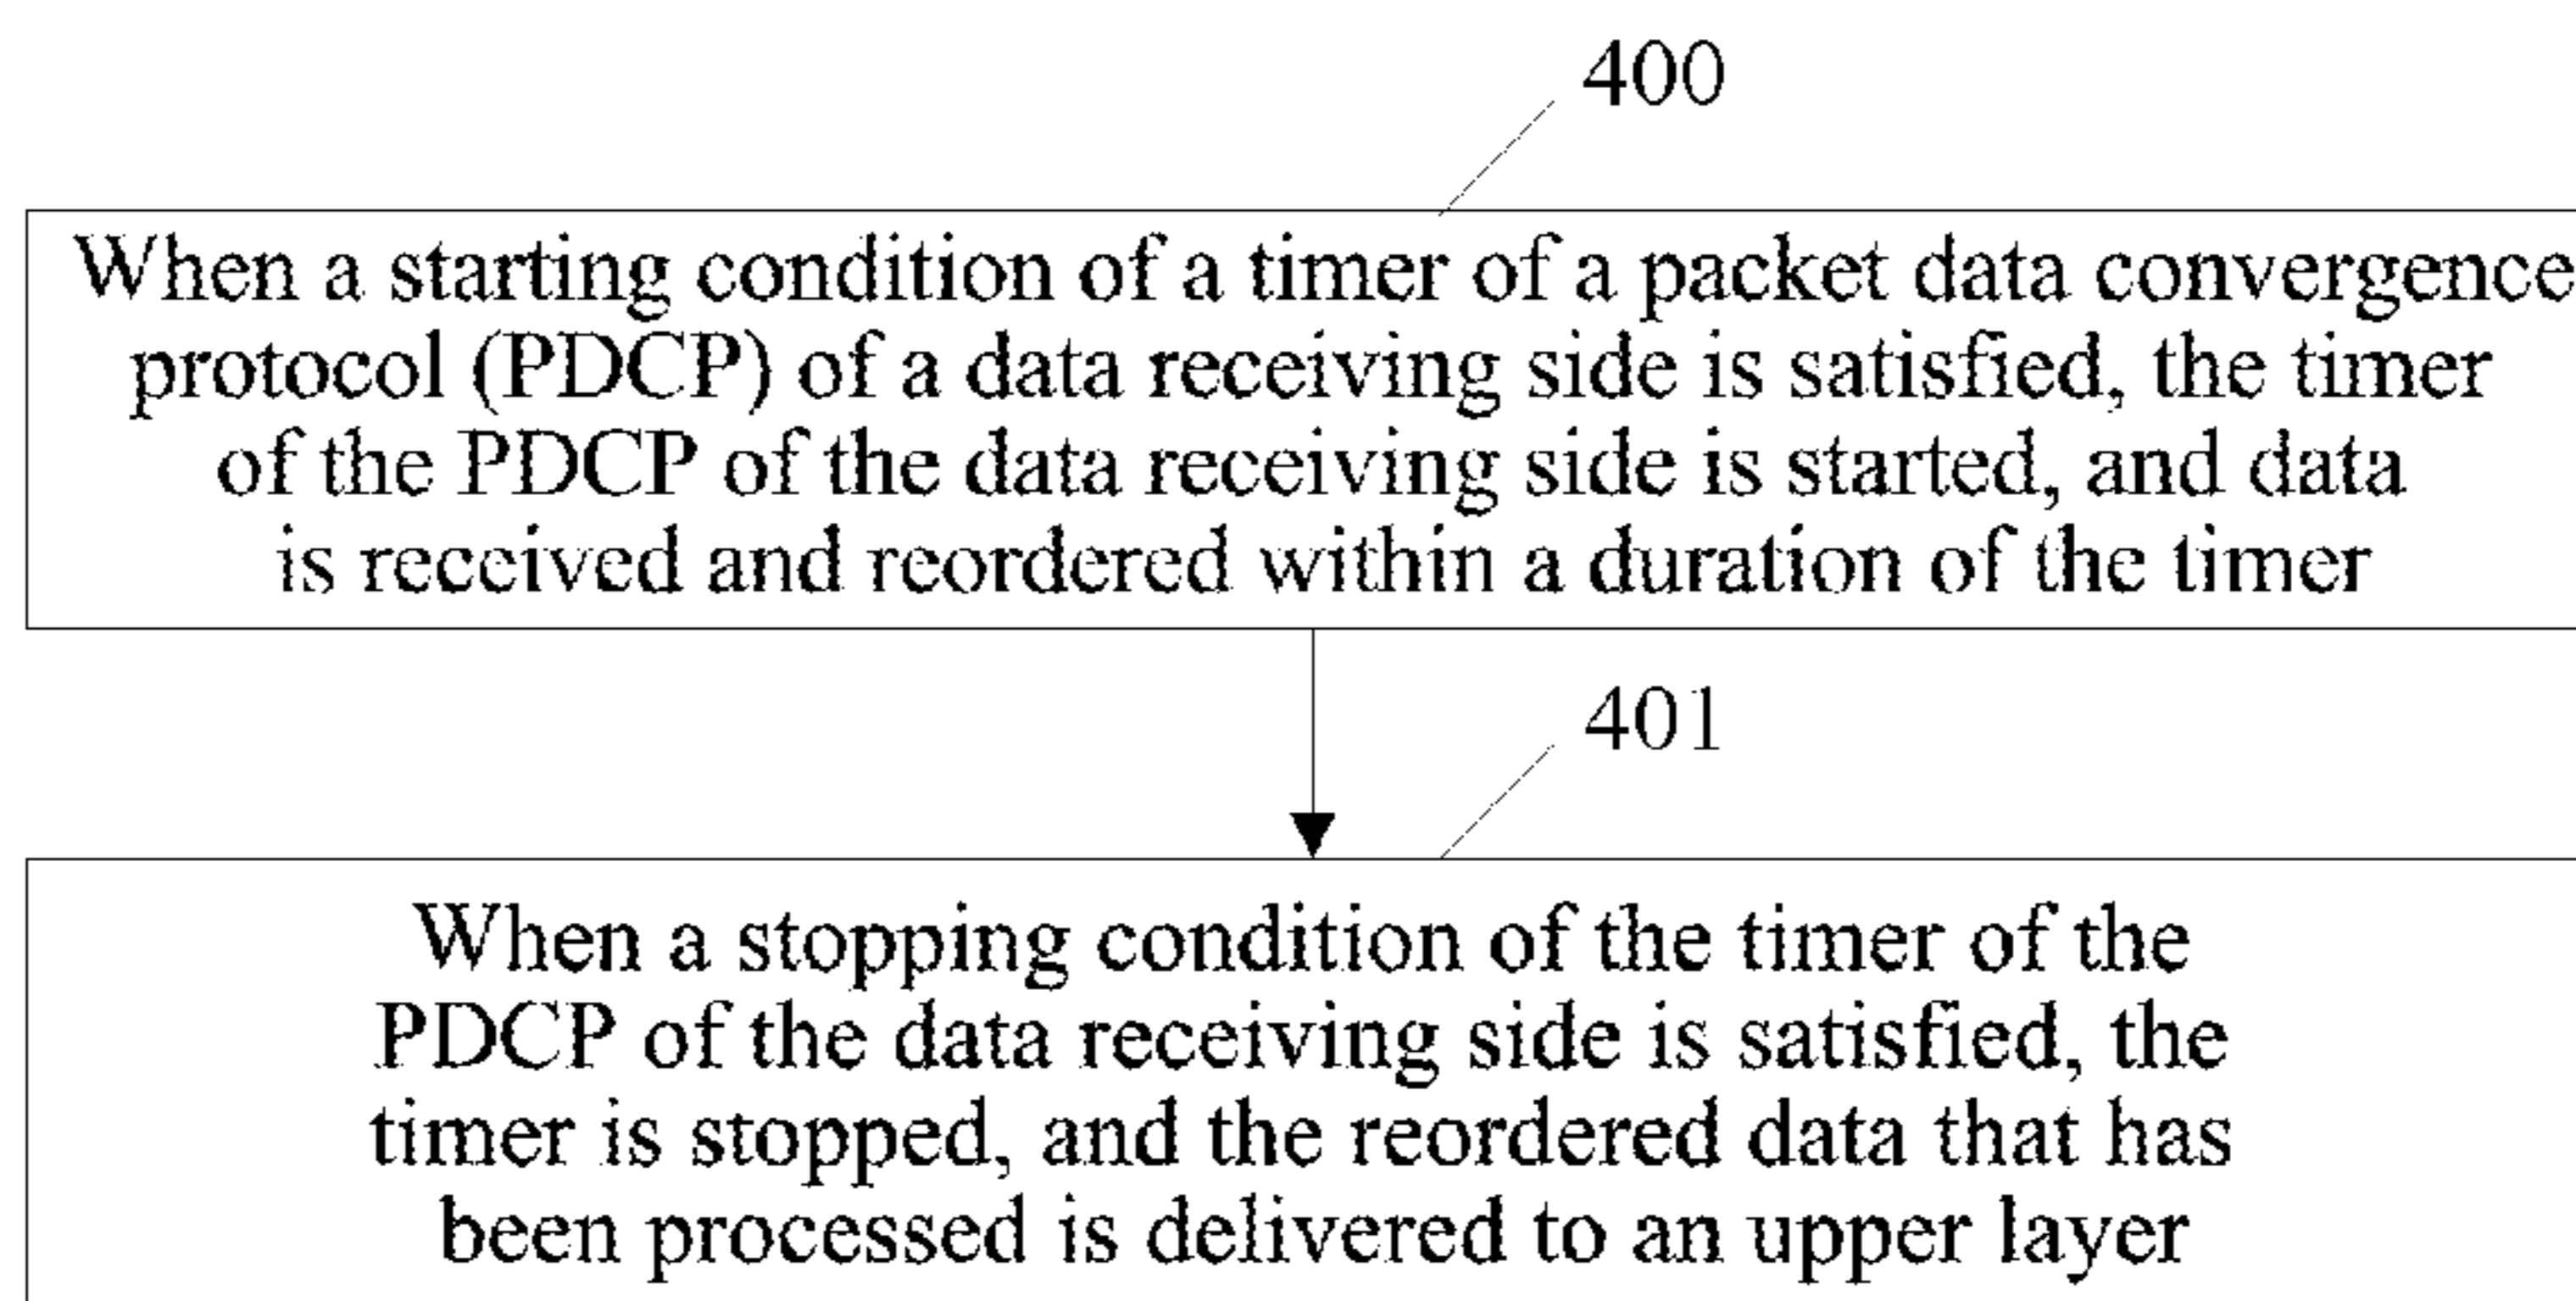 400
When a starting condition of a timer of a packet data convergence
protocol (PDCP) of a data receiving side is satisfied, the timer
of the PDCP of the data receiving side is started, and data
is received and reordered within a duration of the timer
401
When a stopping condition of the timer of the
PDCP of the data receiving side is satisfied, the
timer is stopped, and the reordered data that has
been processed is delivered to an upper layer